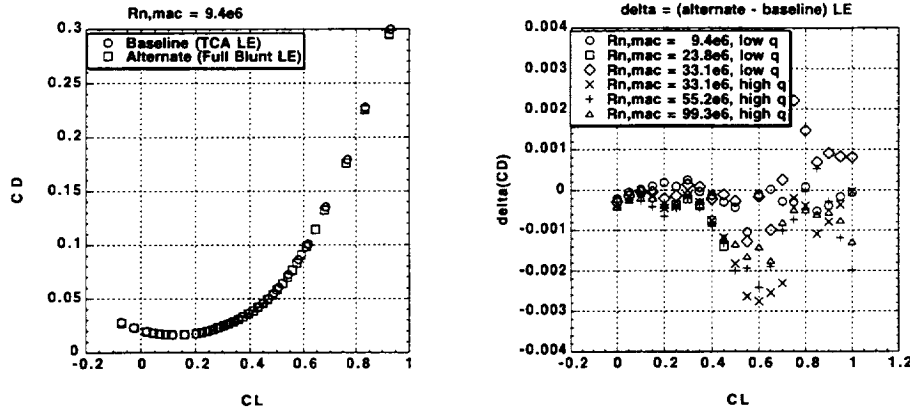 Rn,mac = 9.4e6
0.3
0.25
0.2
0.15
0.1
0.05
0
CD
Baseline (TCA LE)
Alternate (Full Blunt LE)
-0.2
0
0.2
0.4
0.6
0.8
1
CL
delta = (alternate - baseline) LE
0.004
0.003
0.002
0.001
0
-0.001
-0.002
-0.003
-0.004
delta(CD)
Rn,mac = 9.4e6, low q
Rn,mac = 23.8e6, low q
Rn,mac = 33.1e6, low q
Rn,mac = 33.1e6, high q
Rn,mac = 55.2e6, high q
Rn,mac = 99.3e6, high q
-0.2
0
0.2
0.4
0.6
0.8
1
1.2
CL